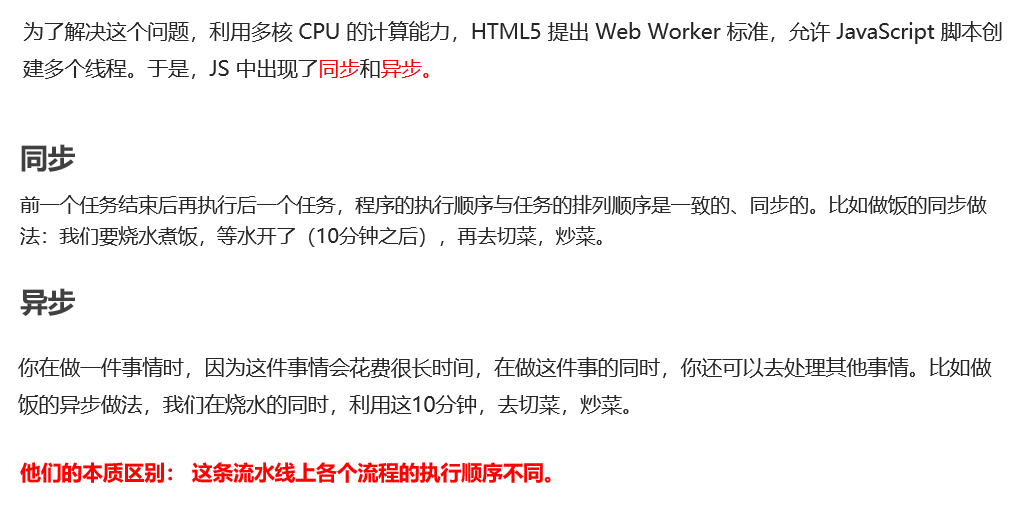 为了解决这个问题，利用多核 CPU 的计算能力，HTML5 提出 Web Worker 标准，允许 JavaScript 脚本创
建多个线程。于是，JS 中出现了同步和异步。
同步
前一个任务结束后再执行后一个任务，程序的执行顺序与任务的排列顺序是一致的、同步的。比如做饭的同步做
法：我们要烧水煮饭，等水开了（10分钟之后），再去切菜，炒菜。
异步
你在做一件事情时，因为这件事情会花费很长时间，在做这件事的同时，你还可以去处理其他事情。比如做
饭的异步做法，我们在烧水的同时，利用这10分钟，去切菜，炒菜。
他们的本质区别： 这条流水线上各个流程的执行顺序不同。